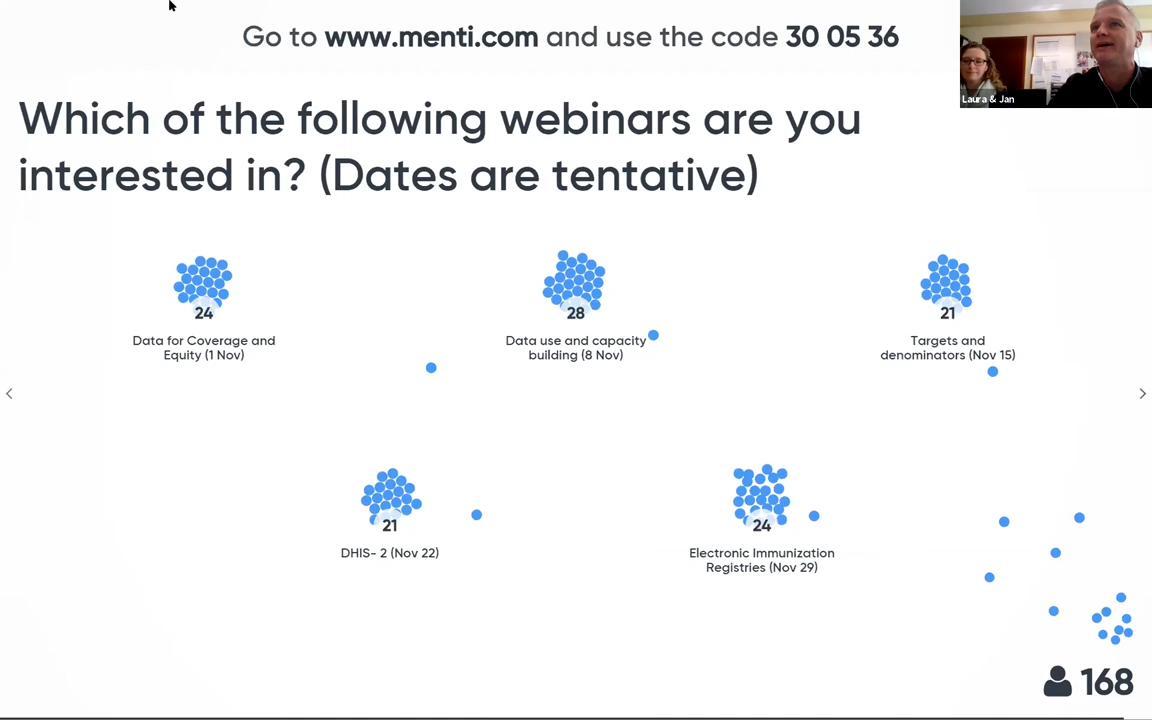 Go to www.menti.com and use the code 30 05 36
Laura & Jan
Which of the following webinars are you
interested in? (Dates are tentative)
24
Data for Coverage and
Equity (1 Nov)
28
Data use and capacity
building (8 Nov)
21
Targets and
denominators (Nov 15)
21
DHIS- 2 (Nov 22)
24
Electronic Immunization
Registries (Nov 29)
168